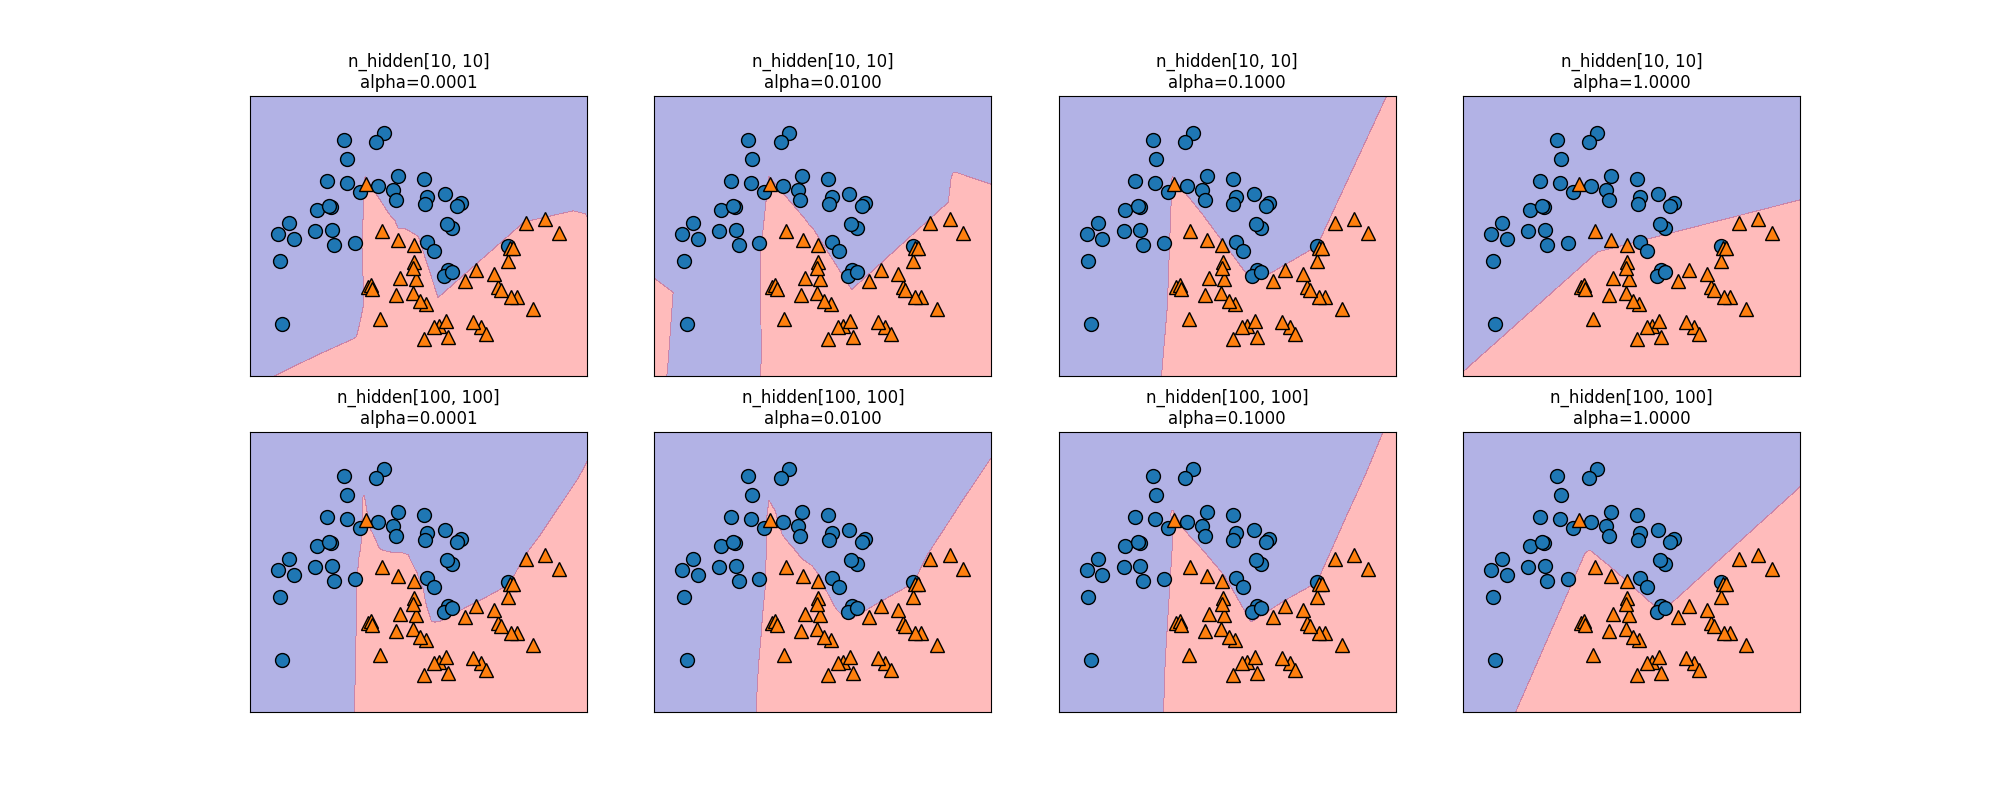 n_hidden[10, 10]
alpha=0.0001
n_hidden[10, 10]
alpha=0.0100
n_hidden[10, 10]
alpha=0.1000
n_hidden[10, 10]
alpha=1.0000
n_hidden[100, 100]
alpha=0.0001
n_hidden[100, 100]
alpha=0.0100
n_hidden[100, 100]
alpha=0.1000
n_hidden[100, 100]
alpha=1.0000